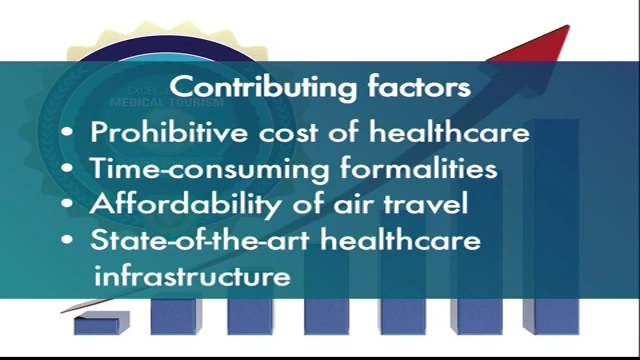 EXCELLENCE
MEDICAL TOURISM
Contributing factors
• Prohibitive cost of healthcare
• Time-consuming formalities
• Affordability of air travel
• State-of-the-art healthcare
infrastructure